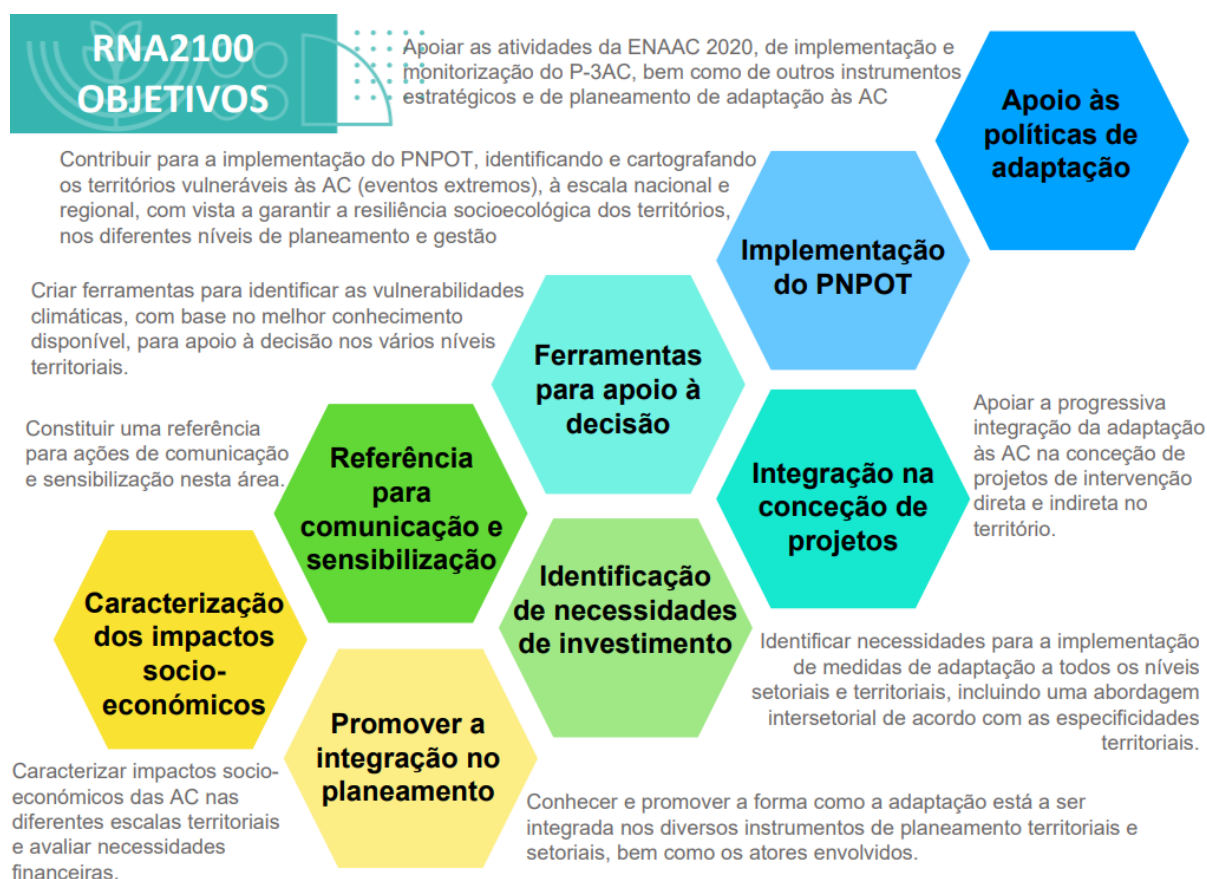 RNA2100
OBJETIVOS
Apoiar as atividades da ENAAC 2020, de implementação e
monitorização do P-3AC, bem como de outros instrumentos
estratégicos e de planeamento de adaptação às AC
Apoio às
políticas de
adaptação
Contribuir para a implementação do PNPOT, identificando e cartografando
os territórios vulneráveis às AC (eventos extremos), à escala nacional e
regional, com vista a garantir a resiliência socioecológica dos territórios,
nos diferentes níveis de planeamento e gestão
Implementação
do PNPOT
Criar ferramentas para identificar as vulnerabilidades
climáticas, com base no melhor conhecimento
disponível, para apoio à decisão nos vários níveis
territoriais.
Ferramentas
para apoio à
decisão
Constituir uma referência
para ações de comunicação
e sensibilização nesta área.
Referência
para
comunicação e
sensibilização
Integração na
conceção de
projetos
Apoiar a progressiva
integração da adaptação
às AC na conceção de
projetos de intervenção
direta e indireta no
território.
Caracterização
dos impactos
socio-
económicos
Identificação
de necessidades
de investimento
Identificar necessidades para a implementação
de medidas de adaptação a todos os níveis
setoriais e territoriais, incluindo uma abordagem
intersetorial de acordo com as especificidades
territoriais.
Promover a
integração no
planeamento
Caracterizar impactos socio-
económicos das AC nas
diferentes escalas territoriais
e avaliar necessidades
financeiras.
Conhecer e promover a forma como a adaptação está a ser
integrada nos diversos instrumentos de planeamento territoriais e
setoriais, bem como os atores envolvidos.